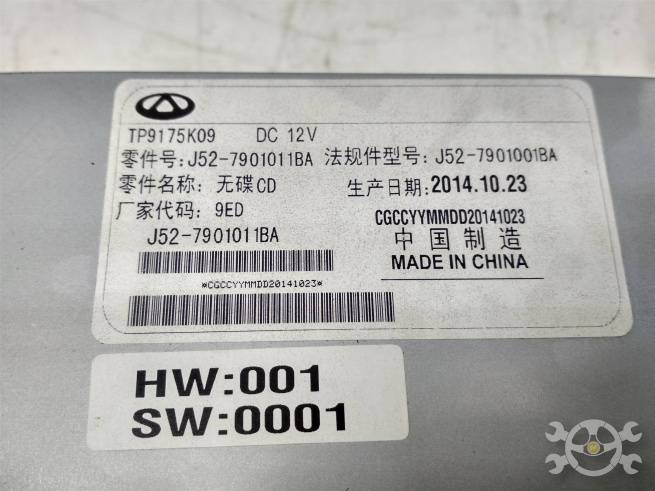 TP9175K09 DC 12V
零件号:J52-7901011BA 法规件型号:J52-7901001BA
零件名称:无碟CD 生产日期:2014.10.23
厂家代码:9ED CGCCYYMMDD20141023
J52-7901011BA 中国制造
*CGCCYYMMDD20141023* MADE IN CHINA
HW:001
SW:0001